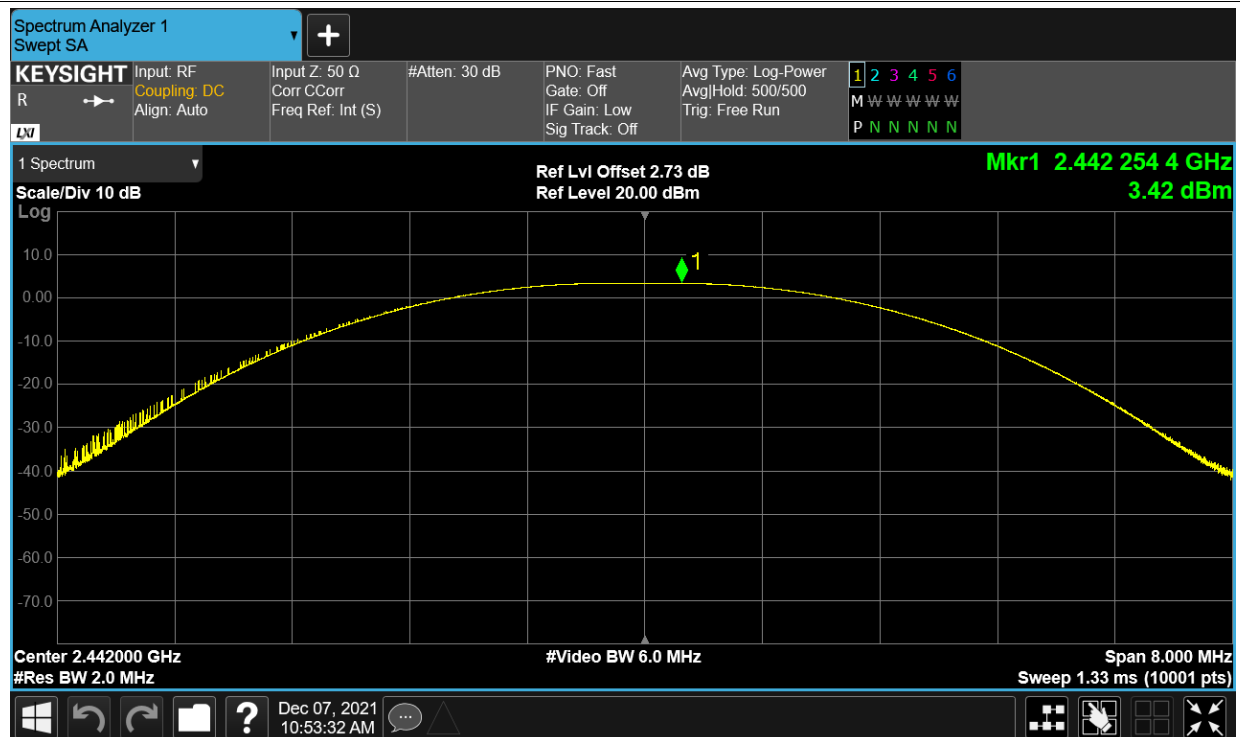 Spectrum Analyzer 1
Swept SA
+
KEYSIGHT
R
LXI
Input: RF
Coupling: DC
Align: Auto
Input Z: 50 Ω
Corr CCorr
Freq Ref: Int (S)
#Atten: 30 dB
PNO: Fast
Gate: Off
IF Gain: Low
Sig Track: Off
Avg Type: Log-Power
Avg|Hold: 500/500
Trig: Free Run
1 2 3 4 5 6
M W W W W W
P N N N N N
1 Spectrum
Scale/Div 10 dB
Log
Ref Lvl Offset 2.73 dB
Ref Level 20.00 dBm
Mkr1 2.442 254 4 GHz
3.42 dBm
10.0
1
0.00
-10.0
-20.0
-30.0
-40.0
-50.0
-60.0
-70.0
Center 2.442000 GHz
#Res BW 2.0 MHz
#Video BW 6.0 MHz
Span 8.000 MHz
Sweep 1.33 ms (10001 pts)
?
Dec 07, 2021
10:53:32 AM